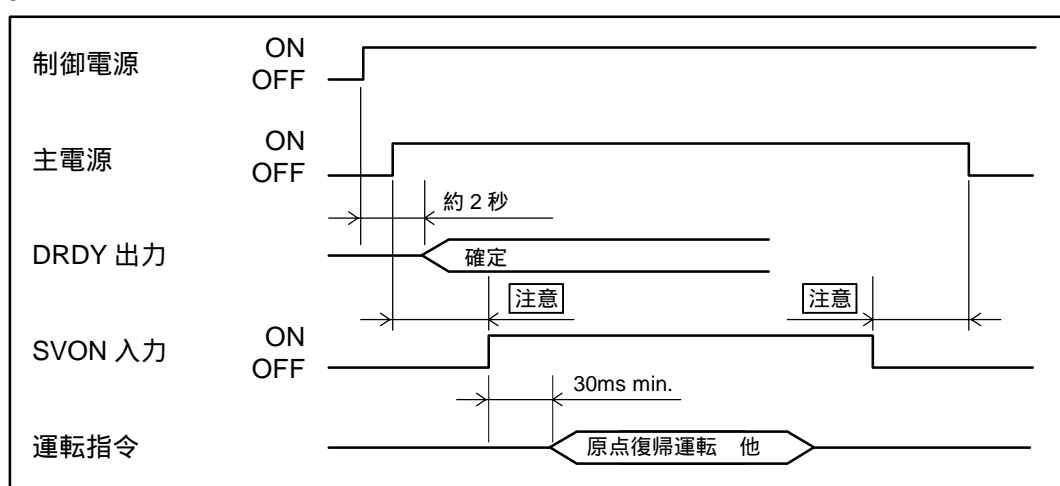 制御電源
ON
OFF
主電源
ON
OFF
約 2 秒
DRDY 出力
確定
注意
注意
SVON 入力
ON
OFF
30ms min.
運転指令
原点復帰運転 他